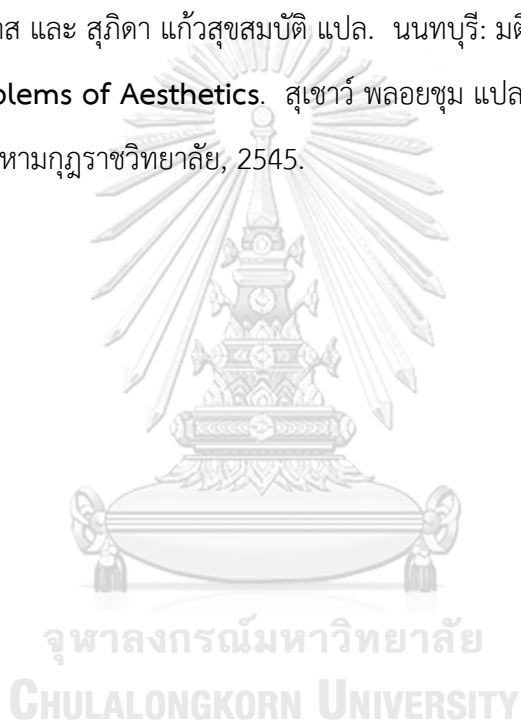 าส และ สุภิดา แก้วสุขสมบัติ แปล. นนทบุรี: มติ
blems of Aesthetics. สุเชาว์ พลอยชุม แปล
หามกุฎราชวิทยาลัย, 2545.
จุฬาลงกรณ์มหาวิทยาลัย
CHULALONGKORN UNIVERSITY